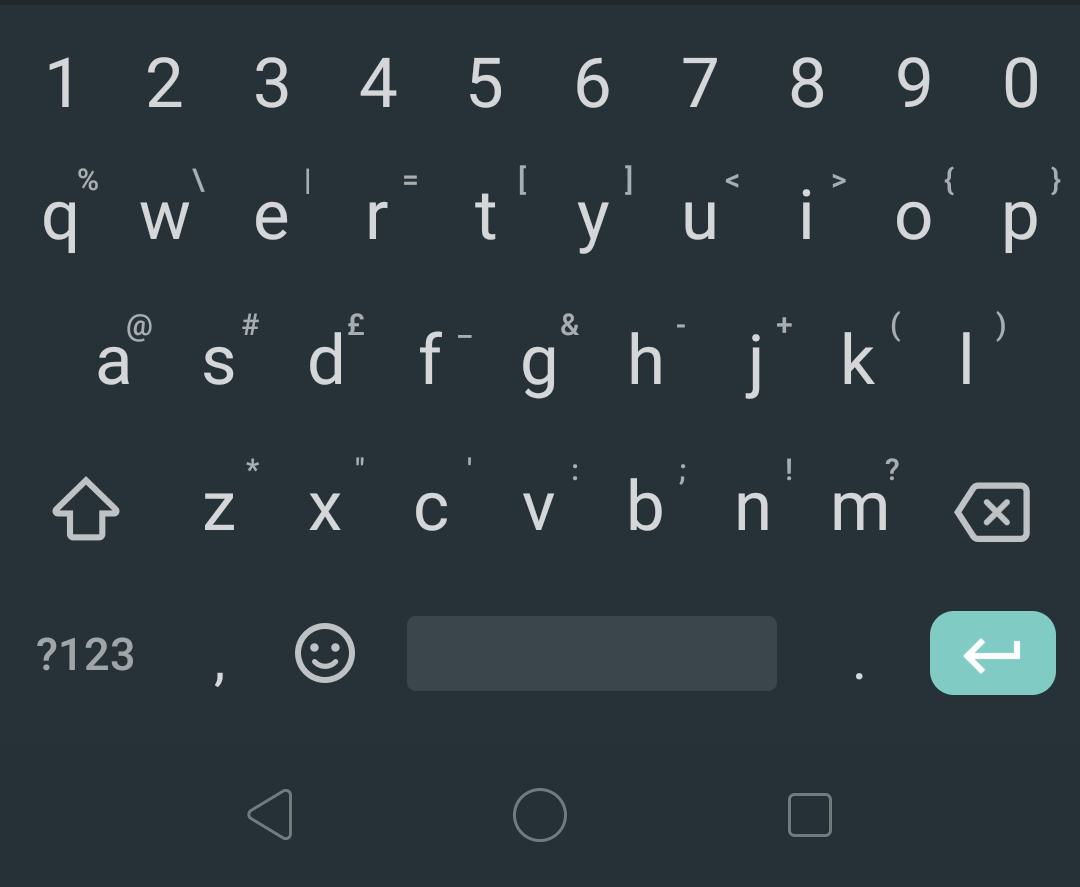 1 2 3 4 5 6 7 8 9 0
q % w \ e | r = t [ y ] u < i > o { p }
a @ s # d £ f _ g & h - j + k ( l )
z * x " c ' v : b ; n ! m ?
?123 , .